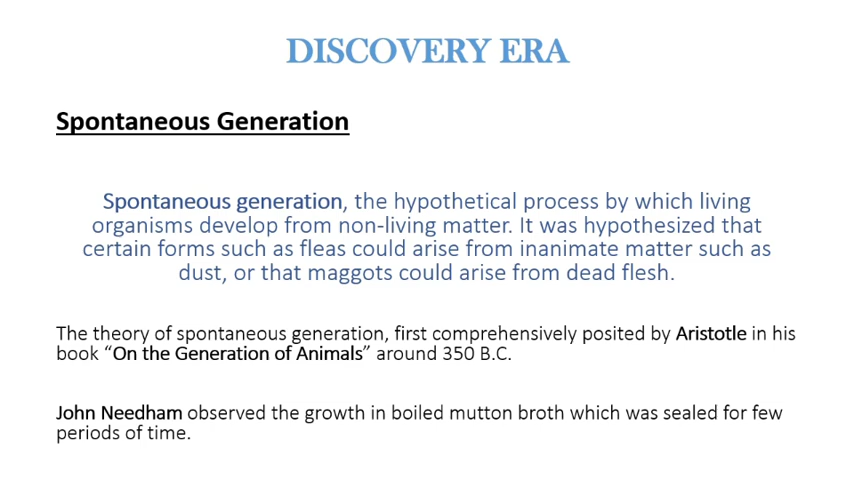 DISCOVERY ERA
Spontaneous Generation
Spontaneous generation, the hypothetical process by which living
organisms develop from non-living matter. It was hypothesized that
certain forms such as fleas could arise from inanimate matter such as
dust, or that maggots could arise from dead flesh.
The theory of spontaneous generation, first comprehensively posited by Aristotle in his
book “On the Generation of Animals” around 350 B.C.
John Needham observed the growth in boiled mutton broth which was sealed for few
periods of time.